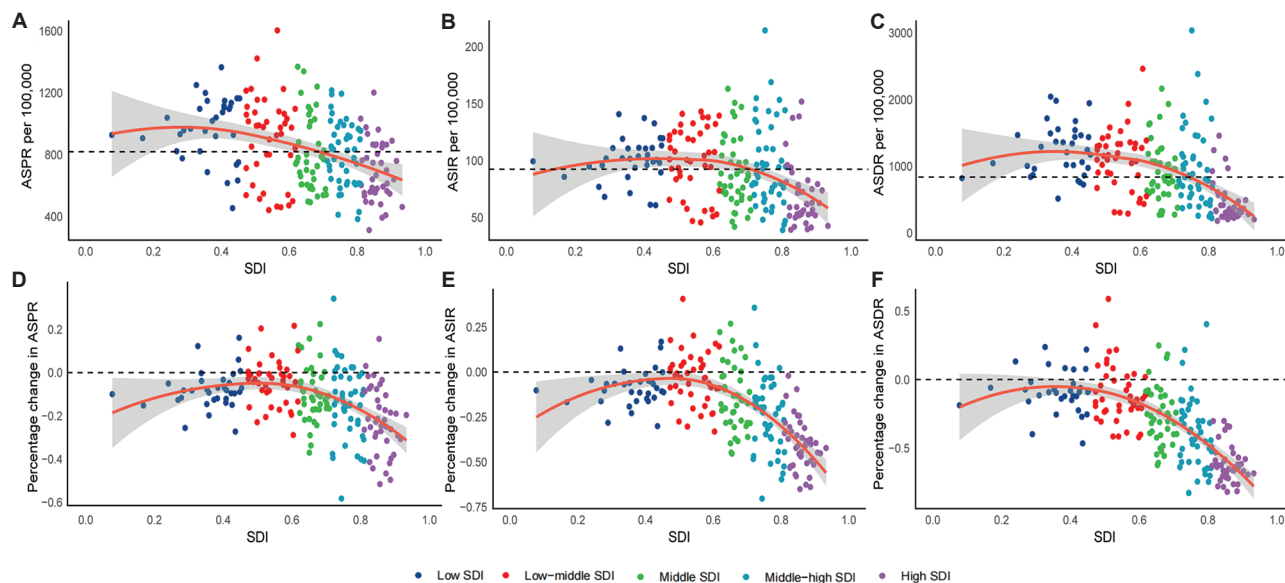 A
ASPR per 100,000
1600
1200
800
400
0.0 0.2 0.4 0.6 0.8 1.0
SDI
B
ASIR per 100,000
200
150
100
50
0.0 0.2 0.4 0.6 0.8 1.0
SDI
C
ASDR per 100,000
3000
2000
1000
0
0.0 0.2 0.4 0.6 0.8 1.0
SDI
D
Percentage change in ASPR
0.2
0.0
−0.2
−0.4
−0.6
0.0 0.2 0.4 0.6 0.8 1.0
SDI
E
Percentage change in ASIR
0.25
0.00
−0.25
−0.50
−0.75
0.0 0.2 0.4 0.6 0.8 1.0
SDI
F
Percentage change in ASDR
0.5
0.0
−0.5
0.0 0.2 0.4 0.6 0.8 1.0
SDI
Low SDI Low−middle SDI Middle SDI Middle−high SDI High SDI